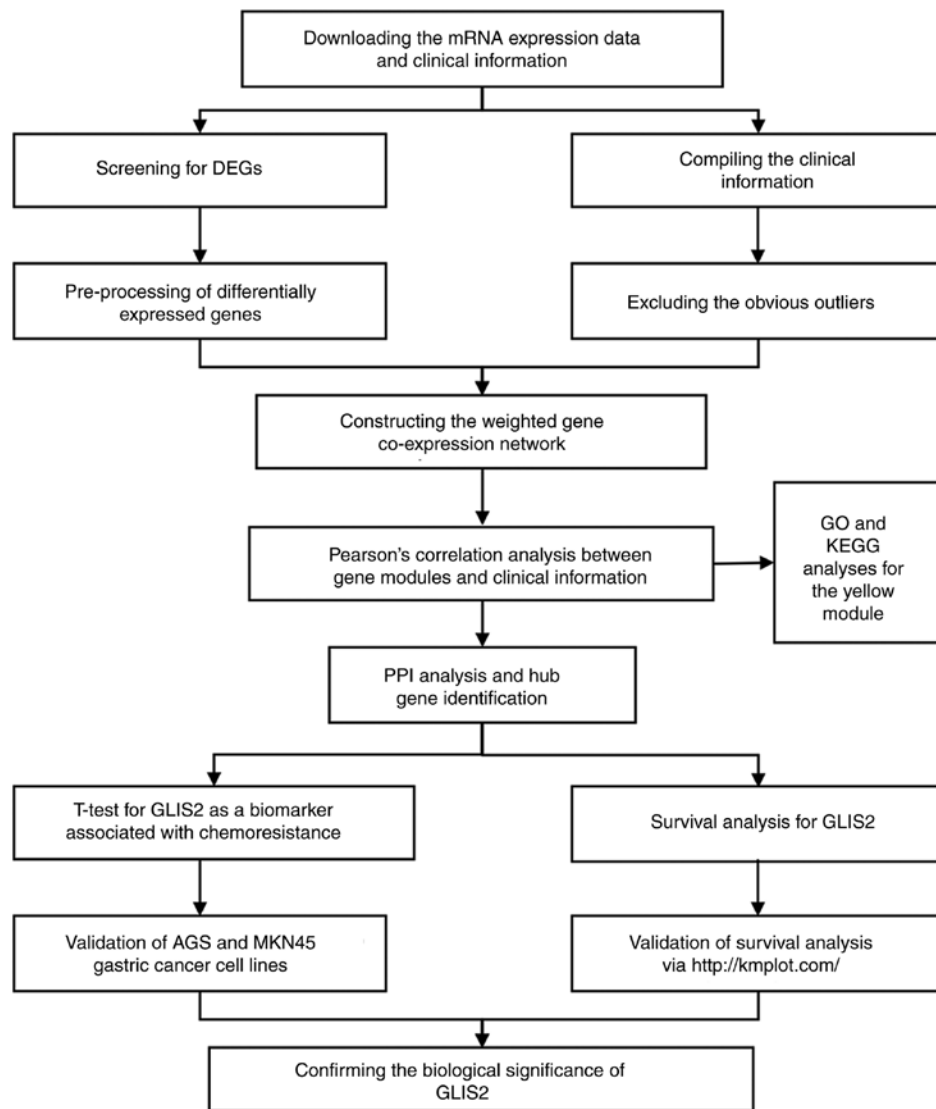 Downloading the mRNA expression data
and clinical information
Screening for DEGs
Compiling the clinical
information
Pre-processing of differentially
expressed genes
Excluding the obvious outliers
Constructing the weighted gene
co-expression network
Pearson's correlation analysis between
gene modules and clinical information
GO and
KEGG
analyses for
the yellow
module
PPI analysis and hub
gene identification
T-test for GLIS2 as a biomarker
associated with chemoresistance
Survival analysis for GLIS2
Validation of AGS and MKN45
gastric cancer cell lines
Validation of survival analysis
via http://kmplot.com/
Confirming the biological significance of
GLIS2